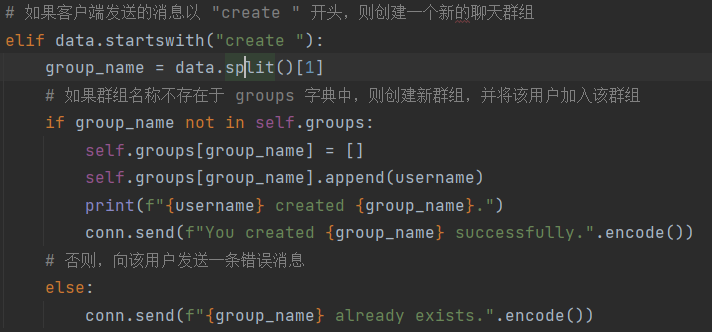 # 如果客户端发送的消息以 "create " 开头，则创建一个新的聊天群组
elif data.startswith("create "):
    group_name = data.split()[1]
    # 如果群组名称不存在于 groups 字典中，则创建新群组，并将该用户加入该群组
    if group_name not in self.groups:
        self.groups[group_name] = []
        self.groups[group_name].append(username)
        print(f"{username} created {group_name}.")
        conn.send(f"You created {group_name} successfully.".encode())
    # 否则，向该用户发送一条错误消息
    else:
        conn.send(f"{group_name} already exists.".encode())